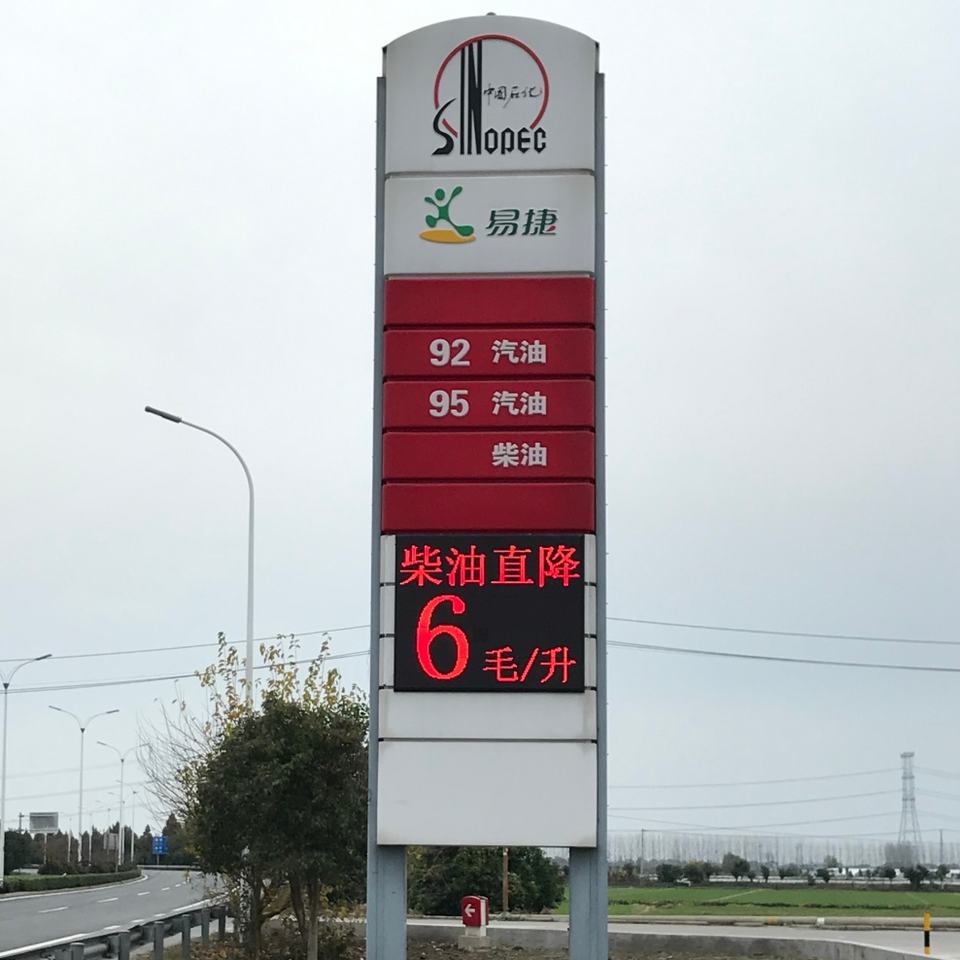 中国石化
SINOPEC
易捷
92 汽油
95 汽油
柴油
柴油直降
6毛/升